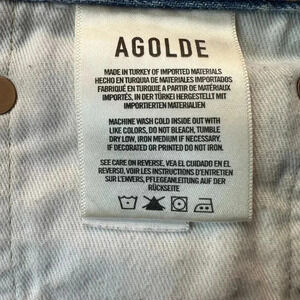 AGOLDE
MADE IN TURKEY OF IMPORTED MATERIALS
HECHO EN TURQUIA DE MATERIALES IMPORTADOS
FABRIQUÉ EN TURQUIE A PARTIR DE MATÉRIAUX
IMPORTÉS, IN DER TÜRKEI HERGESTELLT MIT
IMPORTIERTEN MATERIALIEN
MACHINE WASH COLD INSIDE OUT WITH
LIKE COLORS, DO NOT BLEACH, TUMBLE
DRY LOW, IRON MEDIUM IF NECESSARY.
IF DECORATED OR PRINTED DO NOT IRON.
SEE CARE ON REVERSE, VEA EL CUIDADO EN EL
REVERSO, VOIR LES INSTRUCTIONS D'ENTRETIEN
SUR L'ENVERS, PFLEGEANLEITUNG AUF DER
RÜCKSEITE